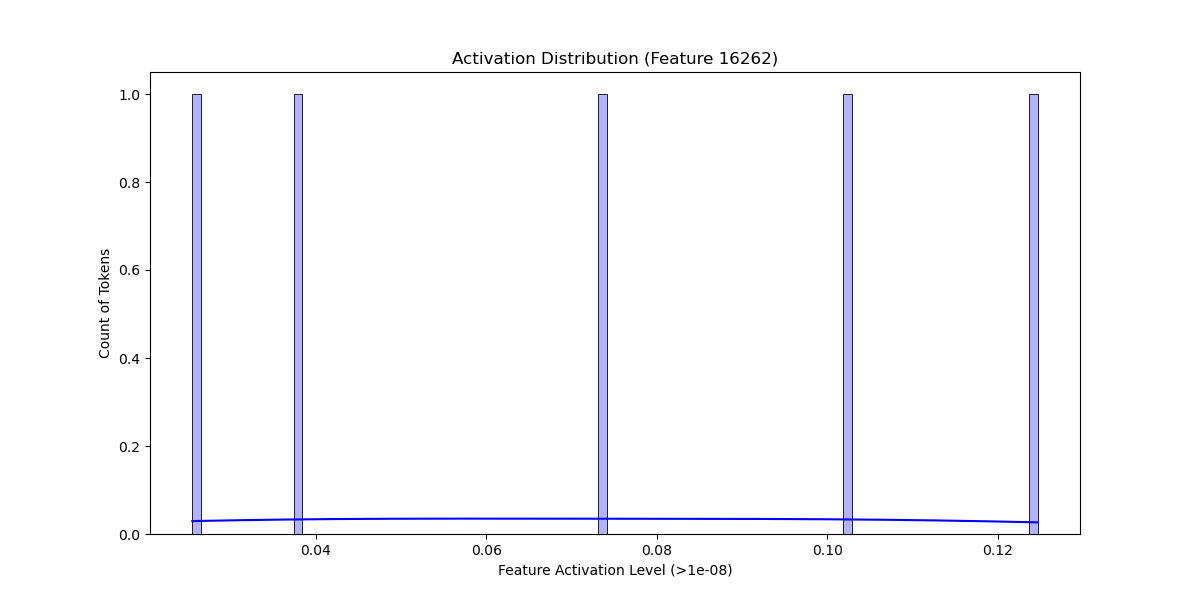 Activation Distribution (Feature 16262)
1.0
0.8
0.6
0.4
0.2
0.0
Count of Tokens
0.04 0.06 0.08 0.10 0.12
Feature Activation Level (>1e-08)